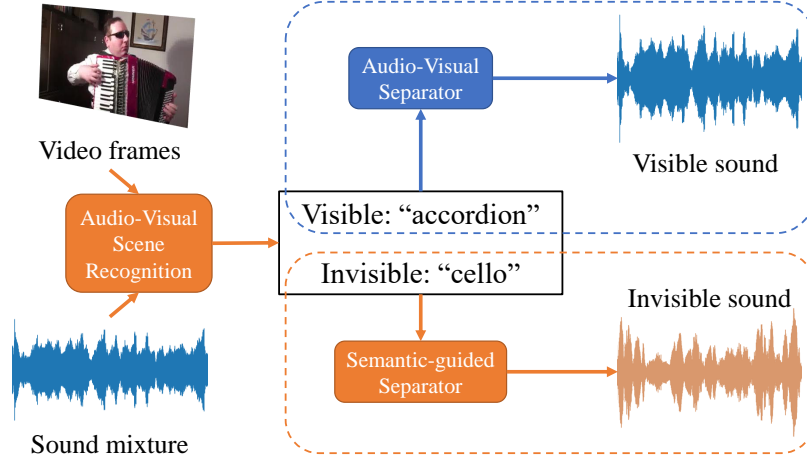 Video frames
Audio-Visual
Scene
Recognition
Sound mixture
Audio-Visual
Separator
Visible sound
Visible: “accordion”
Invisible: “cello”
Invisible sound
Semantic-guided
Separator